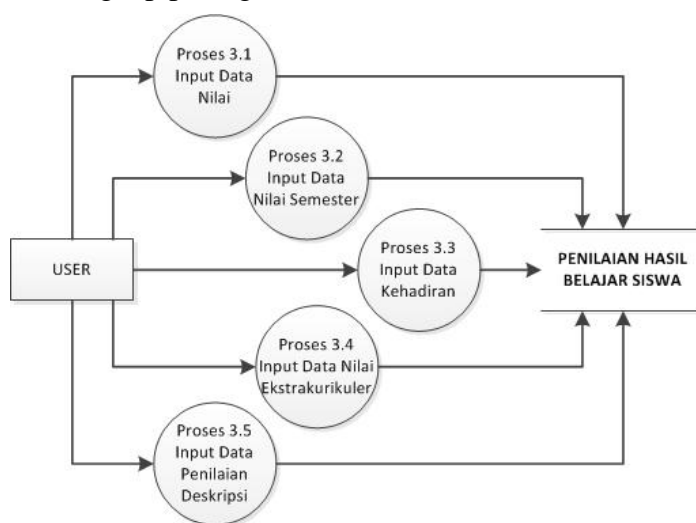 Proses 3.1
Input Data
Nilai
Proses 3.2
Input Data
Nilai Semester
USER
Proses 3.3
Input Data
Kehadiran
PENILAIAN HASIL
BELAJAR SISWA
Proses 3.4
Input Data Nilai
Ekstrakurikuler
Proses 3.5
Input Data
Penilaian
Deskripsi